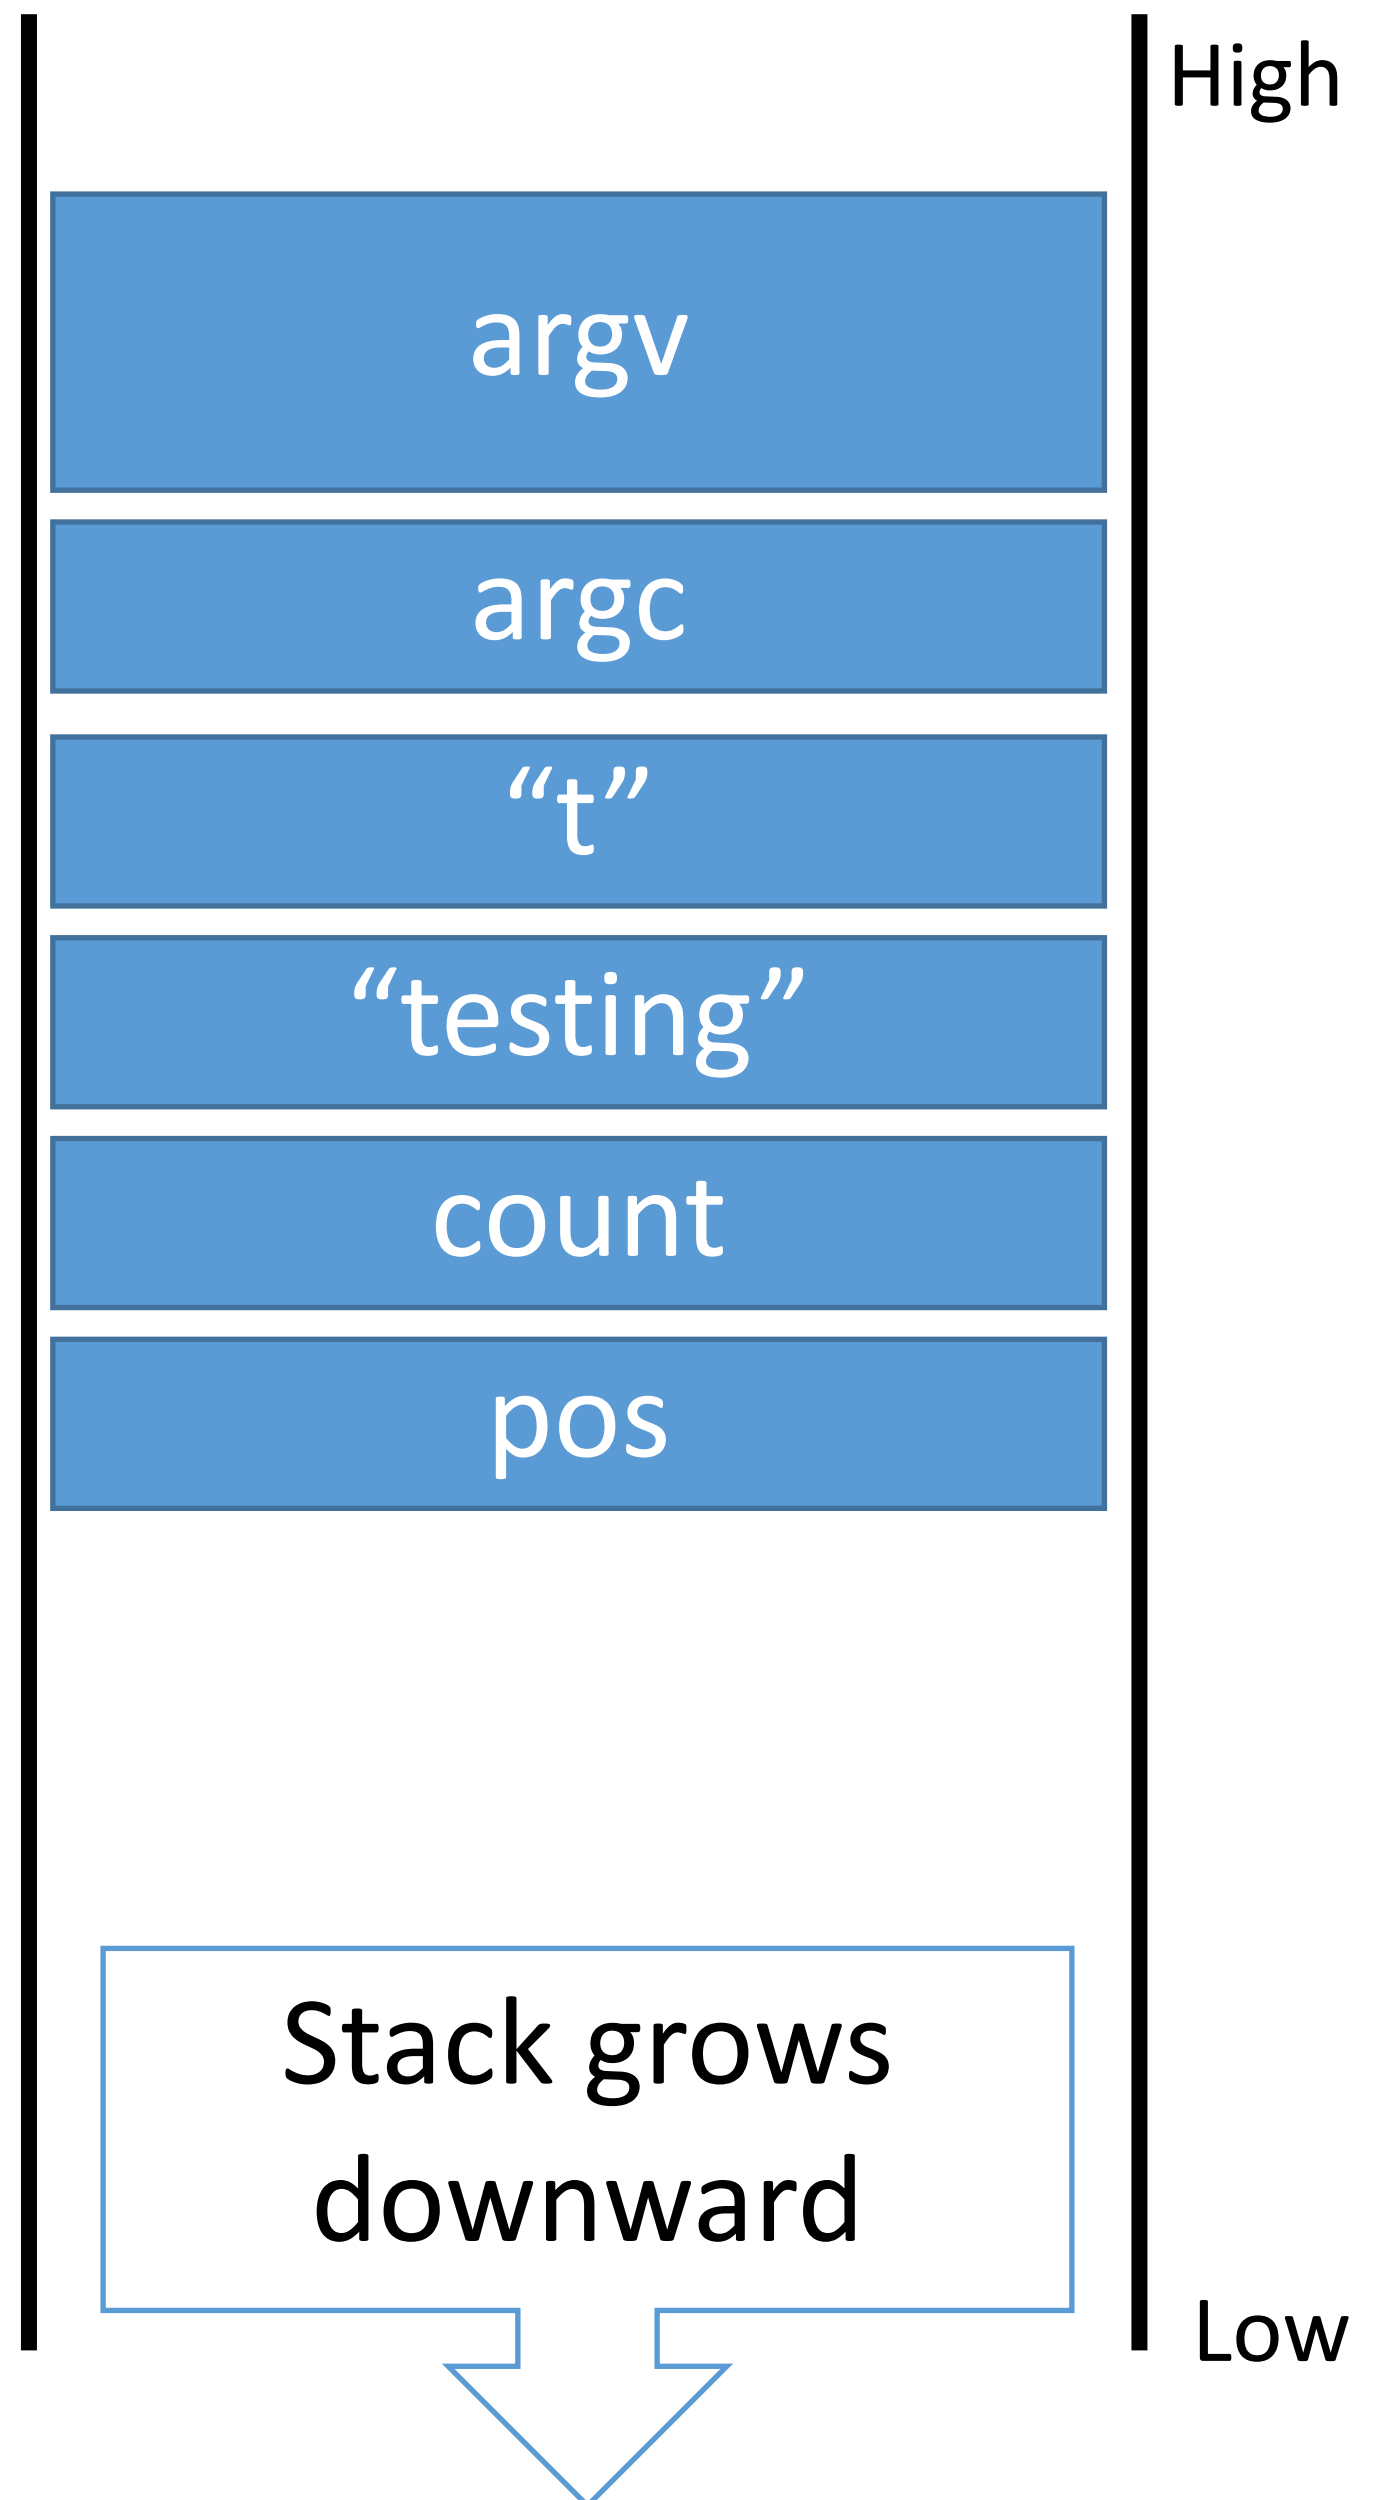 High
argv
argc
“t”
“testing”
count
pos
Stack grows
downward
Low